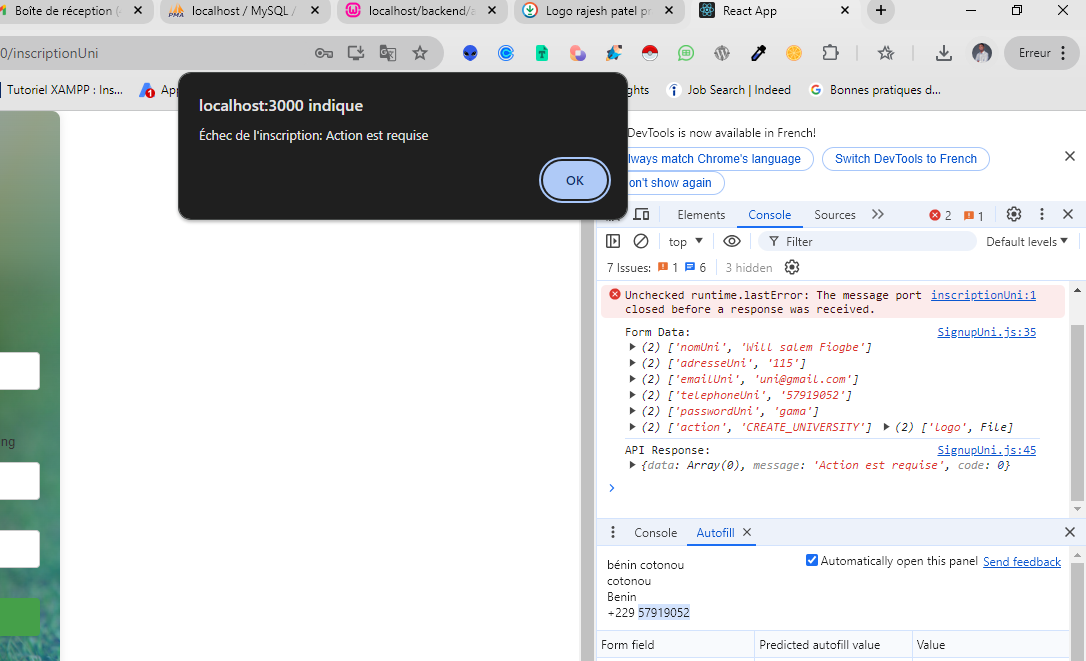 Boîte de réception (
localhost / MySQL /
localhost/backend/a
Logo rajesh patel pr
React App
0/inscriptionUni
Erreur
Tutoriel XAMPP : Ins...
Job Search | Indeed
Bonnes pratiques d...
localhost:3000 indique
Échec de l'inscription: Action est requise
OK
DevTools is now available in French!
lways match Chrome's language
Switch DevTools to French
on't show again
Elements
Console
Sources
2
1
top
Filter
Default levels
7 Issues:
1
6
3 hidden
Unchecked runtime.lastError: The message port inscriptionUni:1
closed before a response was received.
Form Data: SignupUni.js:35
(2) ['nomUni', 'Will salem Fiogbe']
(2) ['adresseUni', '115']
(2) ['emailUni', 'uni@gmail.com']
(2) ['telephoneUni', '57919052']
(2) ['passwordUni', 'gama']
(2) ['action', 'CREATE_UNIVERSITY'] (2) ['logo', File]
API Response: SignupUni.js:45
{data: Array(0), message: 'Action est requise', code: 0}
ng
Console
Autofill
Automatically open this panel
Send feedback
bénin cotonou
cotonou
Benin
+229 57919052
Form field
Predicted autofill value
Value